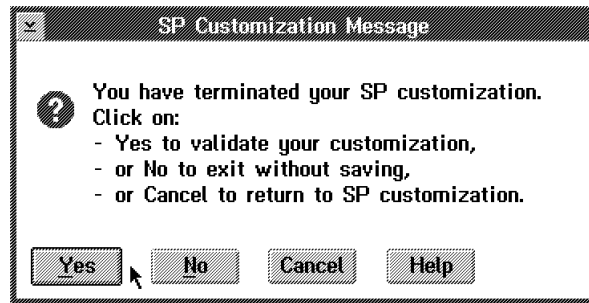 SP Customization Message
You have terminated your SP customization.
Click on:
- Yes to validate your customization,
- or No to exit without saving,
- or Cancel to return to SP customization.
Yes No Cancel Help